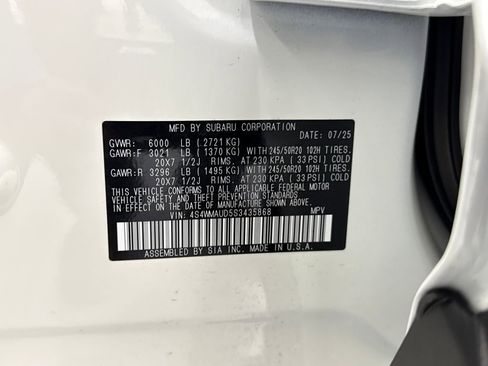 MFD BY SUBARU CORPORATION DATE: 07/25
GVWR: 6000 LB ( 2721 KG)
GAWR:F 3021 LB ( 1370 KG) WITH 245/50R20 102H TIRES.
20X7 1/2J RIMS. AT 230 KPA ( 33 PSI) COLD
GAWR:R 3296 LB ( 1495 KG) WITH 245/50R20 102H TIRES.
20X7 1/2J RIMS. AT 230 KPA ( 33 PSI) COLD
THIS VEHICLE CONFORMS TO ALL APPLICABLE FEDERAL MOTOR
VEHICLE SAFETY AND THEFT PREVENTION STANDARDS
IN EFFECT ON THE DATE OF MANUFACTURE SHOWN ABOVE.
VIN: 4S4WMAUD5S3435868 MPV
ASSEMBLED BY SIA INC. MADE IN U.S.A.